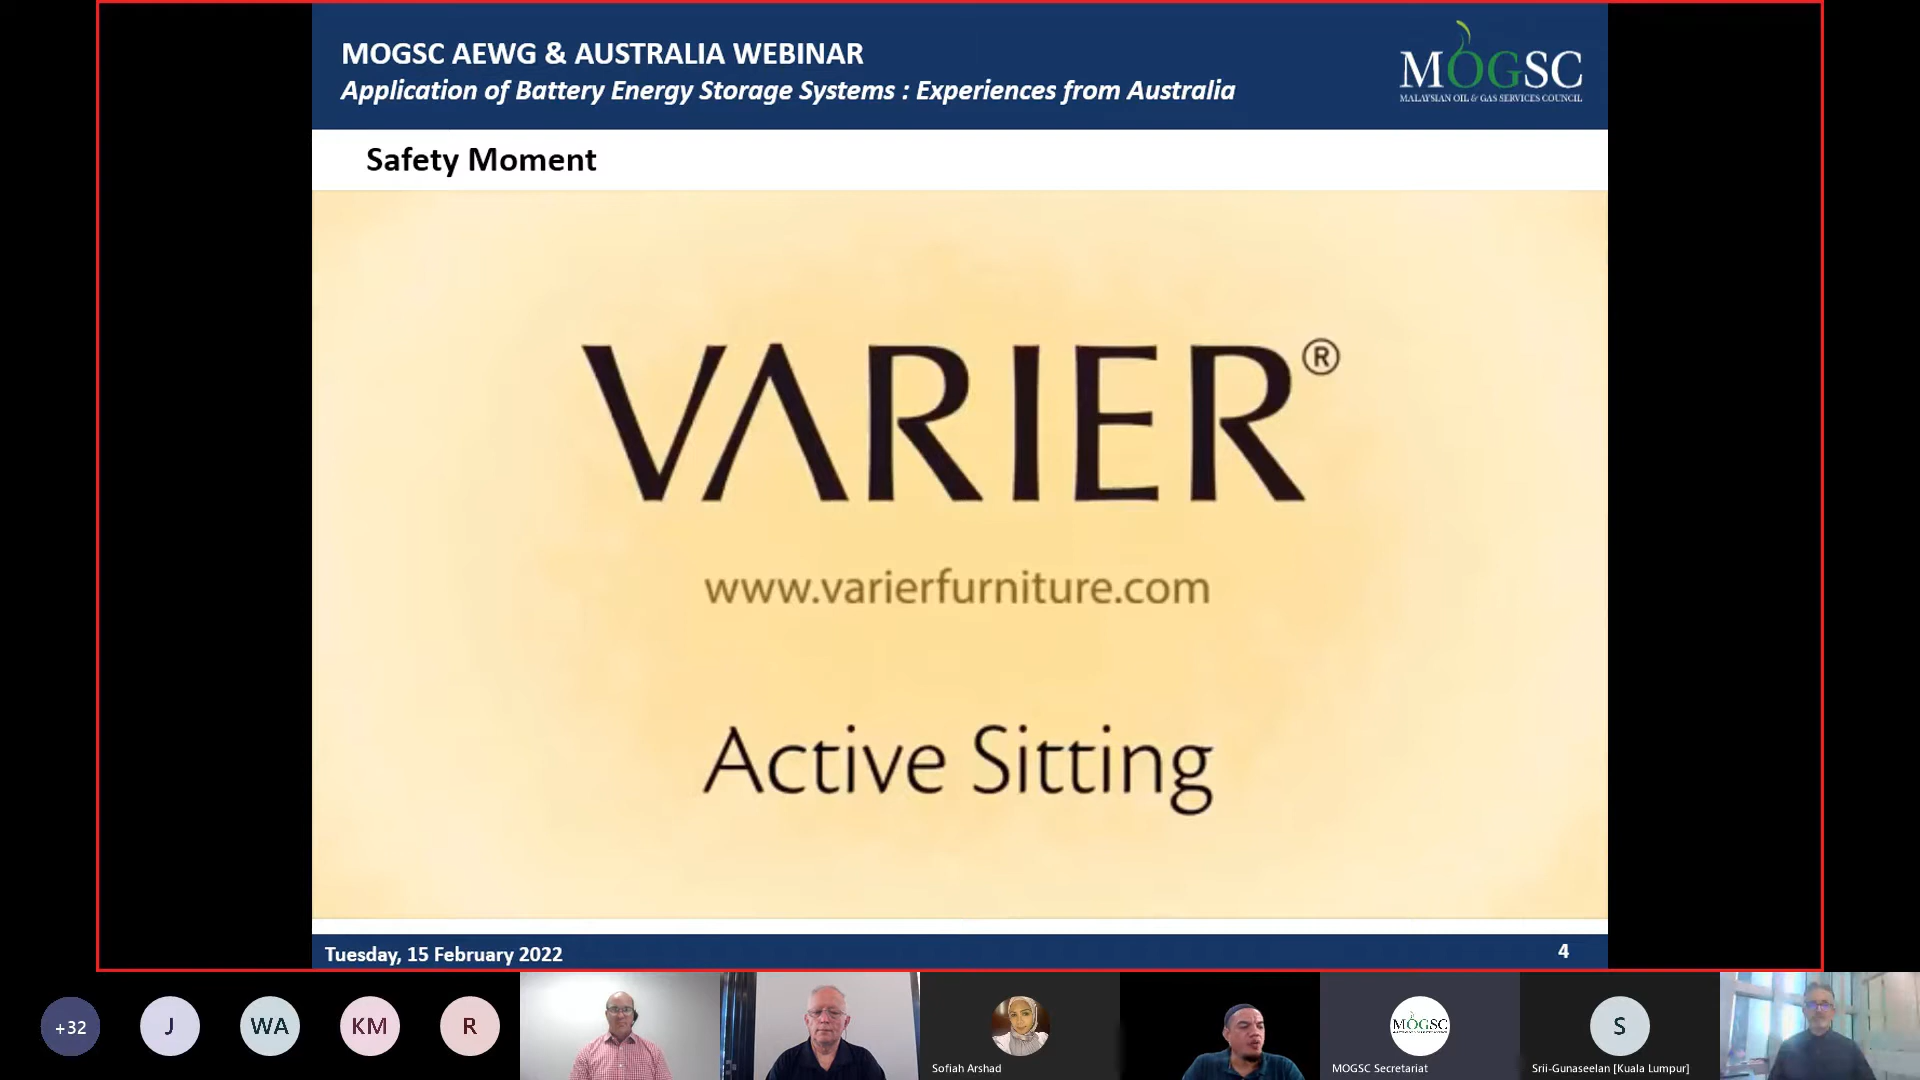 MOGSC AEWG & AUSTRALIA WEBINAR
Application of Battery Energy Storage Systems : Experiences from Australia
MOGSC
MALAYSIAN OIL & GAS SERVICES COUNCIL
Safety Moment
VARIER®
www.varierfurniture.com
Active Sitting
Tuesday, 15 February 2022
4
+32
J
WA
KM
R
Sofiah Arshad
MOGSC
MOGSC Secretariat
S
Srii-Gunaseelan [Kuala Lumpur]